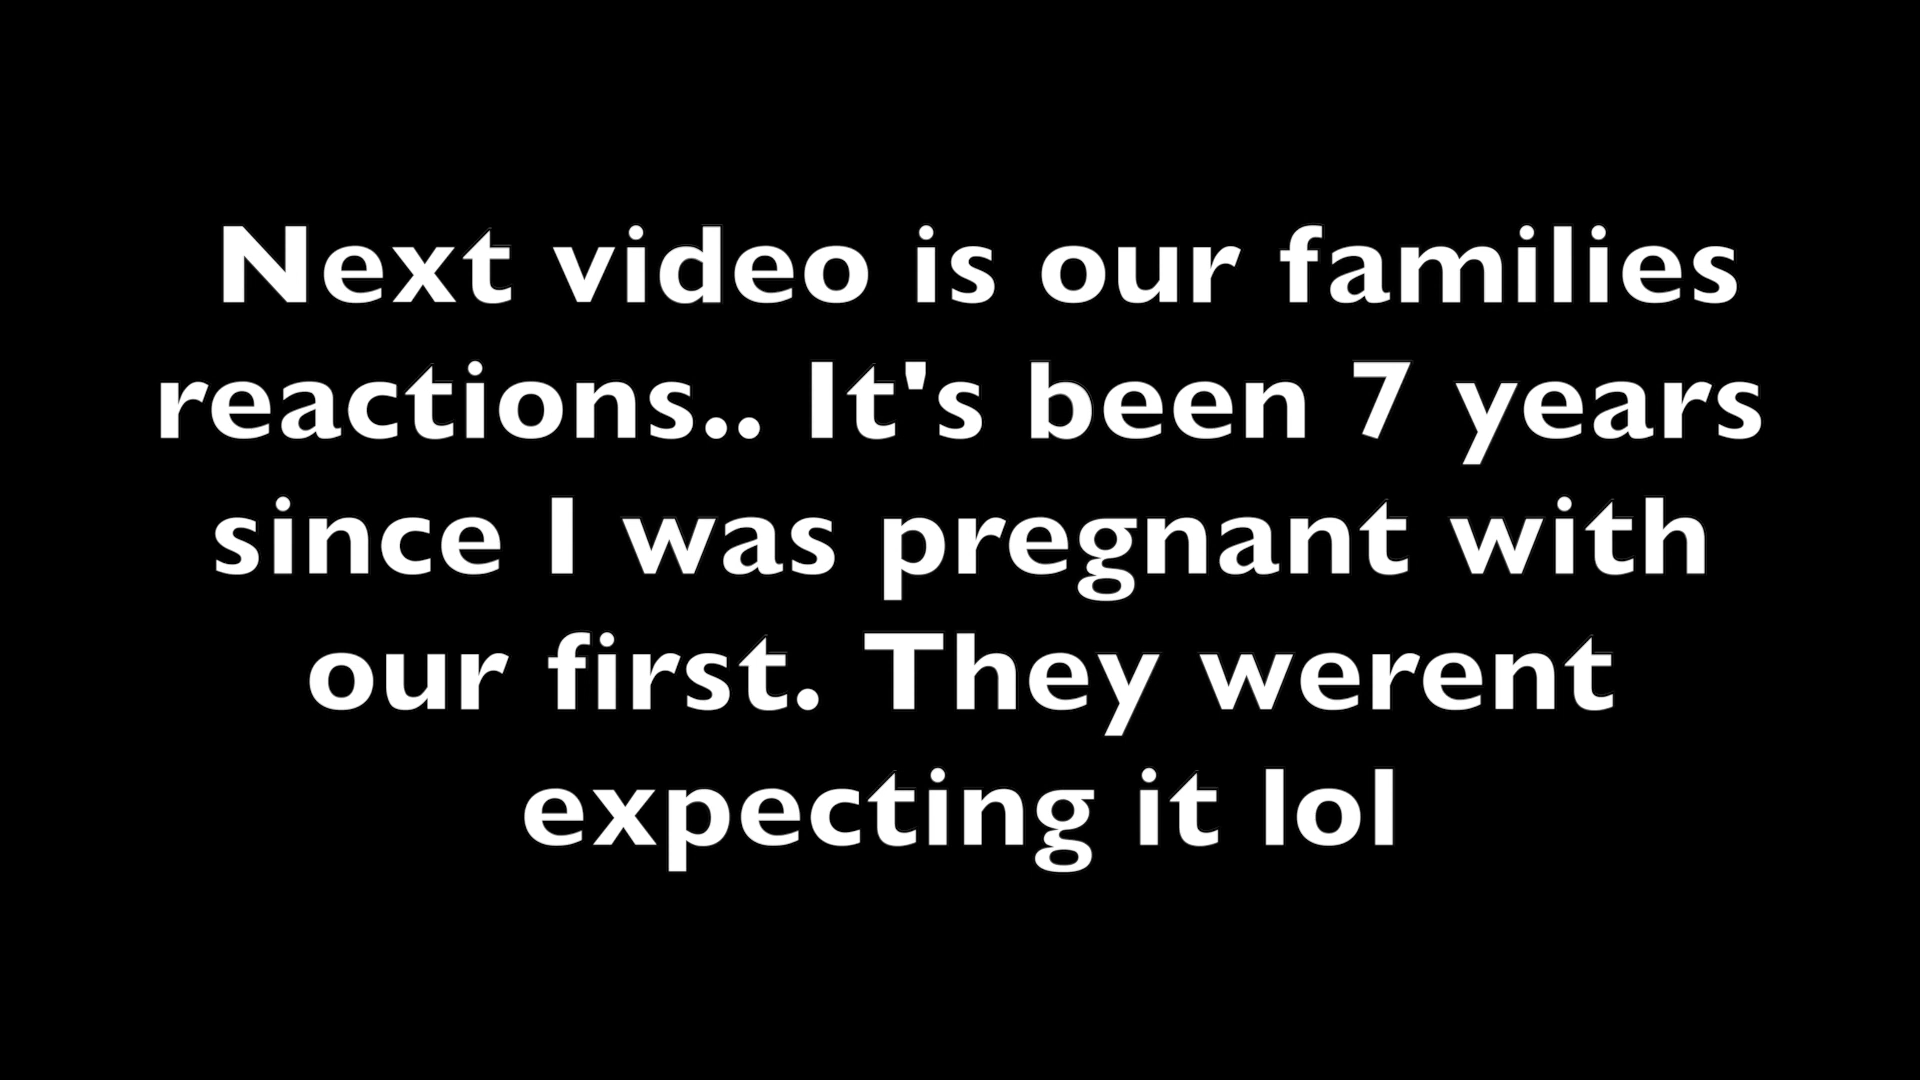 Next video is our families
reactions.. It's been 7 years
since I was pregnant with
our first. They werent
expecting it lol